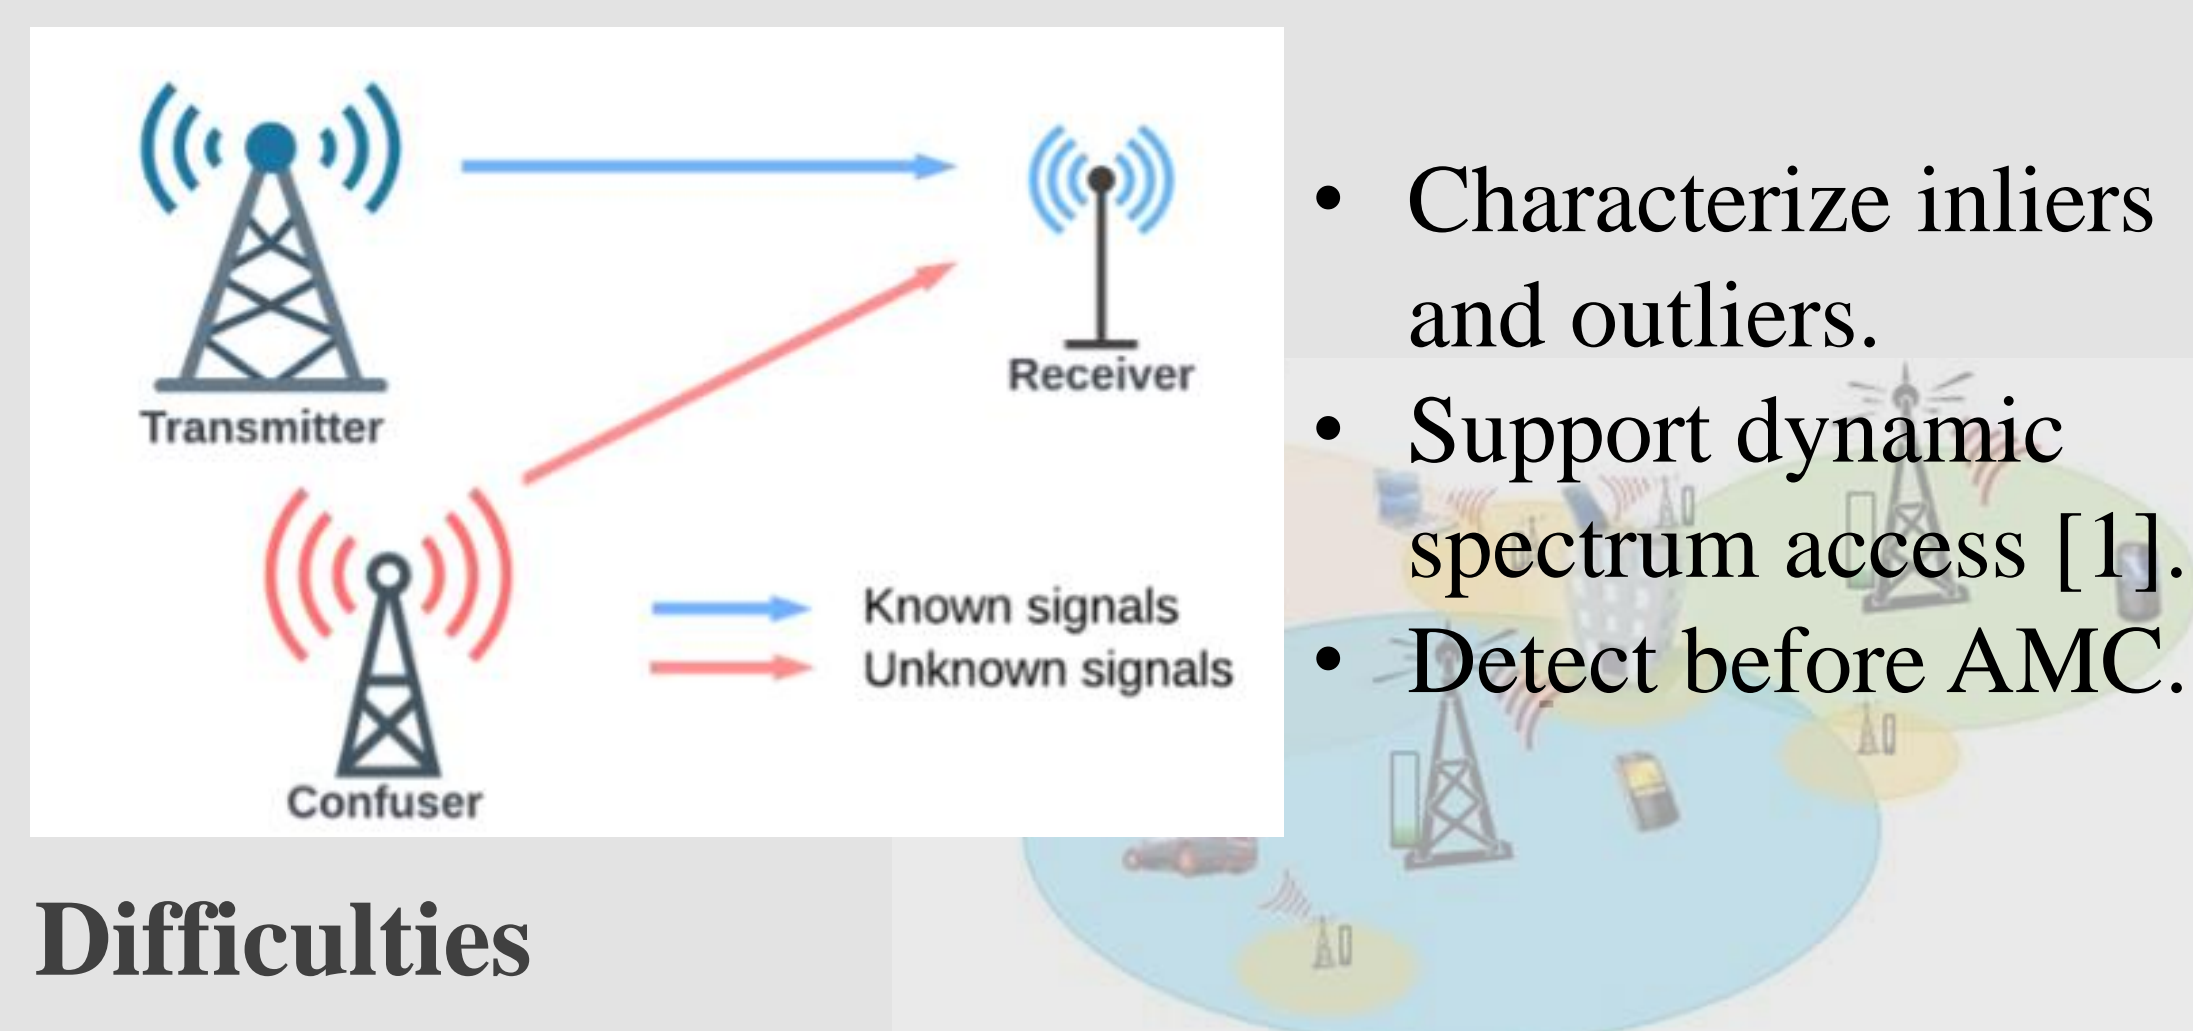 Transmitter
Receiver
Confuser
Known signals
Unknown signals
• Characterize inliers
and outliers.
• Support dynamic
spectrum access [1].
• Detect before AMC.
Difficulties